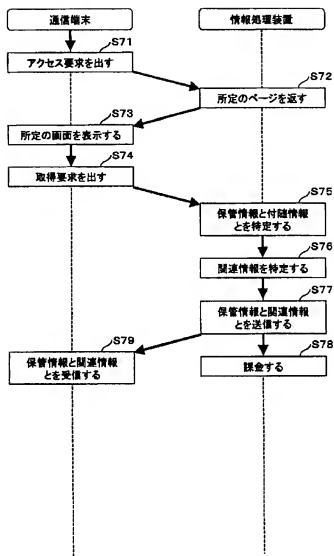 通信端末
情報処理装置
S71
アクセス要求を出す
S72
所定のページを返す
S73
所定の画面を表示する
S74
取得要求を出す
S75
保管情報と付随情報
とを特定する
S76
関連情報を特定する
S77
保管情報と関連情報
とを送信する
S79
保管情報と関連情報
とを受信する
S78
課金する